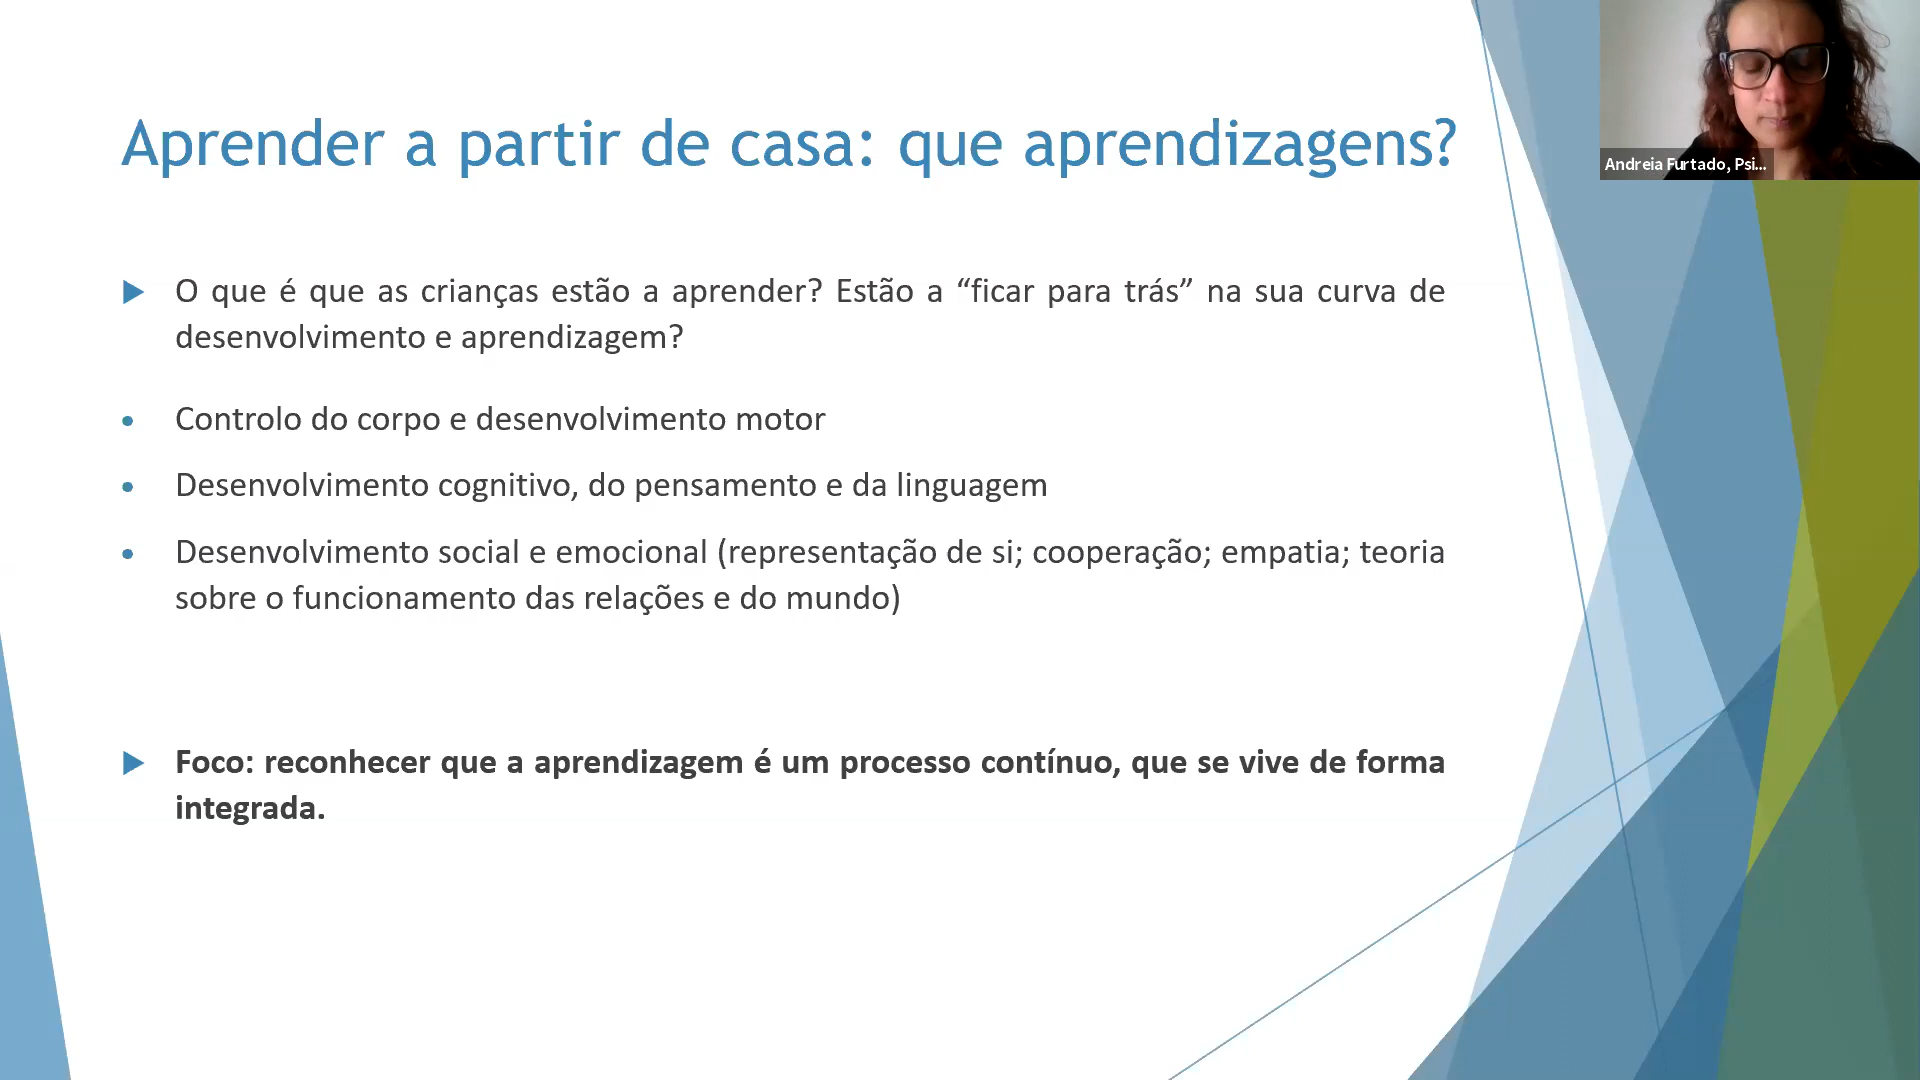 Aprender a partir de casa: que aprendizagens?
Andreia Furtado, Psi...
O que é que as crianças estão a aprender? Estão a “ficar para trás” na sua curva de
desenvolvimento e aprendizagem?
Controlo do corpo e desenvolvimento motor
Desenvolvimento cognitivo, do pensamento e da linguagem
Desenvolvimento social e emocional (representação de si; cooperação; empatia; teoria
sobre o funcionamento das relações e do mundo)
Foco: reconhecer que a aprendizagem é um processo contínuo, que se vive de forma
integrada.